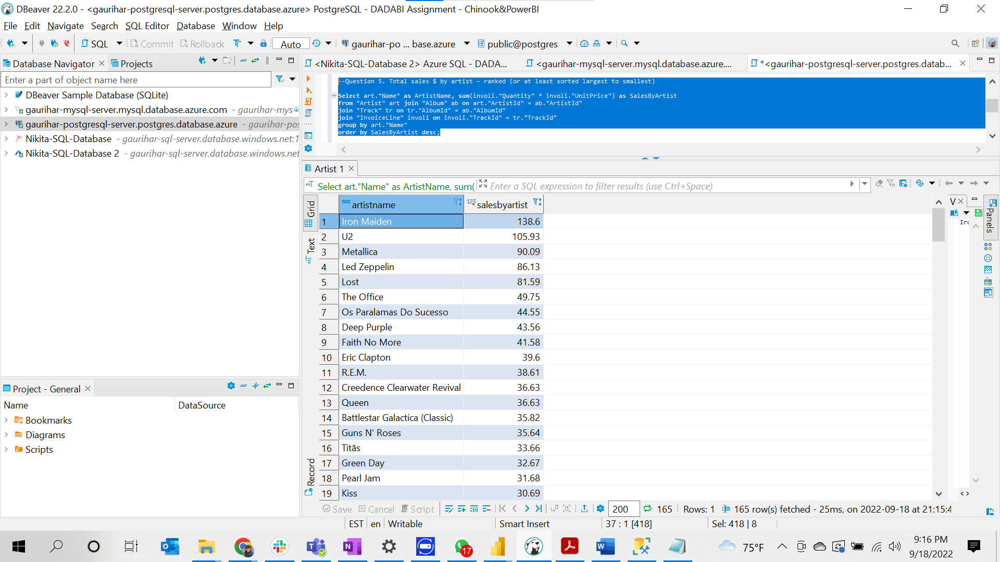 DBeaver 22.2.0 - <gaurihar-postgresql-server.postgres.database.azure> PostgreSQL - DADABI Assignment - Chinook&PowerBI
File Edit Navigate Search SQL Editor Database Window Help
SQL Commit Rollback Auto gaurihar-po ... base.azure public@postgres
Database Navigator Projects
<Nikita-SQL-Database 2> Azure SQL - DADA... <gaurihar-mysql-server.mysql.database.azure.... *<gaurihar-postgresql-server.postgres.datab...
Enter a part of object name here
DBeaver Sample Database (SQLite)
gaurihar-mysql-server.mysql.database.azure.com - gaurihar-mys
gaurihar-postgresql-server.postgres.database.azure - gaurihar-pos
Nikita-SQL-Database - gaurihar-sql-server.database.windows.net:1
Nikita-SQL-Database 2 - gaurihar-sql-server.database.windows.net
--Question 5. Total sales $ by artist – ranked (or at least sorted largest to smallest)
Select art."Name" as ArtistName, sum(involi."Quantity" * involi."UnitPrice") as SalesByArtist
from "Artist" art join "Album" ab on art."ArtistId" = ab."ArtistId"
join "Track" tr on tr."AlbumId" = ab."AlbumId"
join "InvoiceLine" involi on involi."TrackId" = tr."TrackId"
group by art."Name"
order by SalesByArtist desc;
Artist 1
Select art."Name" as ArtistName, sum( Enter a SQL expression to filter results (use Ctrl+Space)
Grid
Text
Record
ABC artistname 123 salesbyartist
1 Iron Maiden 138.6
2 U2 105.93
3 Metallica 90.09
4 Led Zeppelin 86.13
5 Lost 81.59
6 The Office 49.75
7 Os Paralamas Do Sucesso 44.55
8 Deep Purple 43.56
9 Faith No More 41.58
10 Eric Clapton 39.6
11 R.E.M. 38.61
12 Creedence Clearwater Revival 36.63
13 Queen 36.63
14 Battlestar Galactica (Classic) 35.82
15 Guns N' Roses 35.64
16 Titãs 33.66
17 Green Day 32.67
18 Pearl Jam 31.68
19 Kiss 30.69
V
Iro
Panels
Project - General
Name DataSource
Bookmarks
Diagrams
Scripts
Save Cancel Script 200 165 Rows: 1 165 row(s) fetched - 25ms, on 2022-09-18 at 21:15:4
EST en Writable Smart Insert 37 : 1 [418] Sel: 418 | 8
17
75°F
9:16 PM
9/18/2022